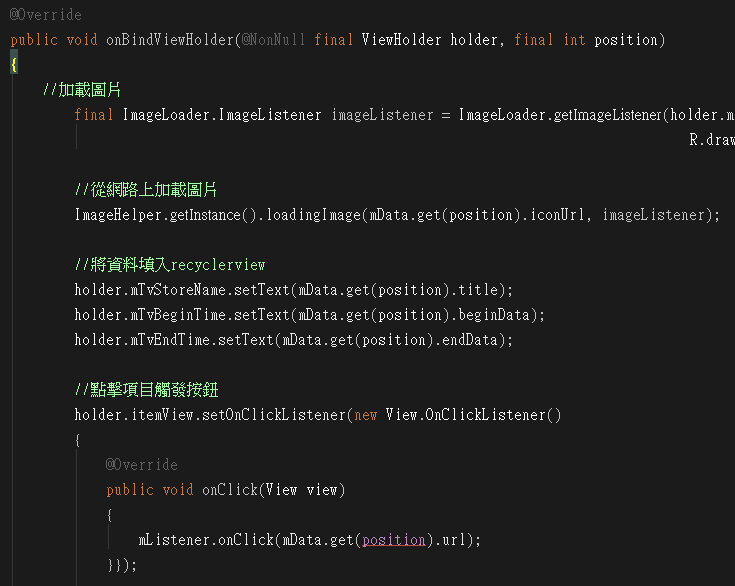 @Override
public void onBindViewHolder(@NonNull final ViewHolder holder, final int position)
{
//加載圖片
final ImageLoader.ImageListener imageListener = ImageLoader.getImageListener(holder.m
R.draw
//從網路上加載圖片
ImageHelper.getInstance().loadingImage(mData.get(position).iconUrl, imageListener);
//將資料填入recyclerview
holder.mTvStoreName.setText(mData.get(position).title);
holder.mTvBeginTime.setText(mData.get(position).beginData);
holder.mTvEndTime.setText(mData.get(position).endData);
//點擊項目觸發按鈕
holder.itemView.setOnClickListener(new View.OnClickListener()
{
@Override
public void onClick(View view)
{
mListener.onClick(mData.get(position).url);
}});